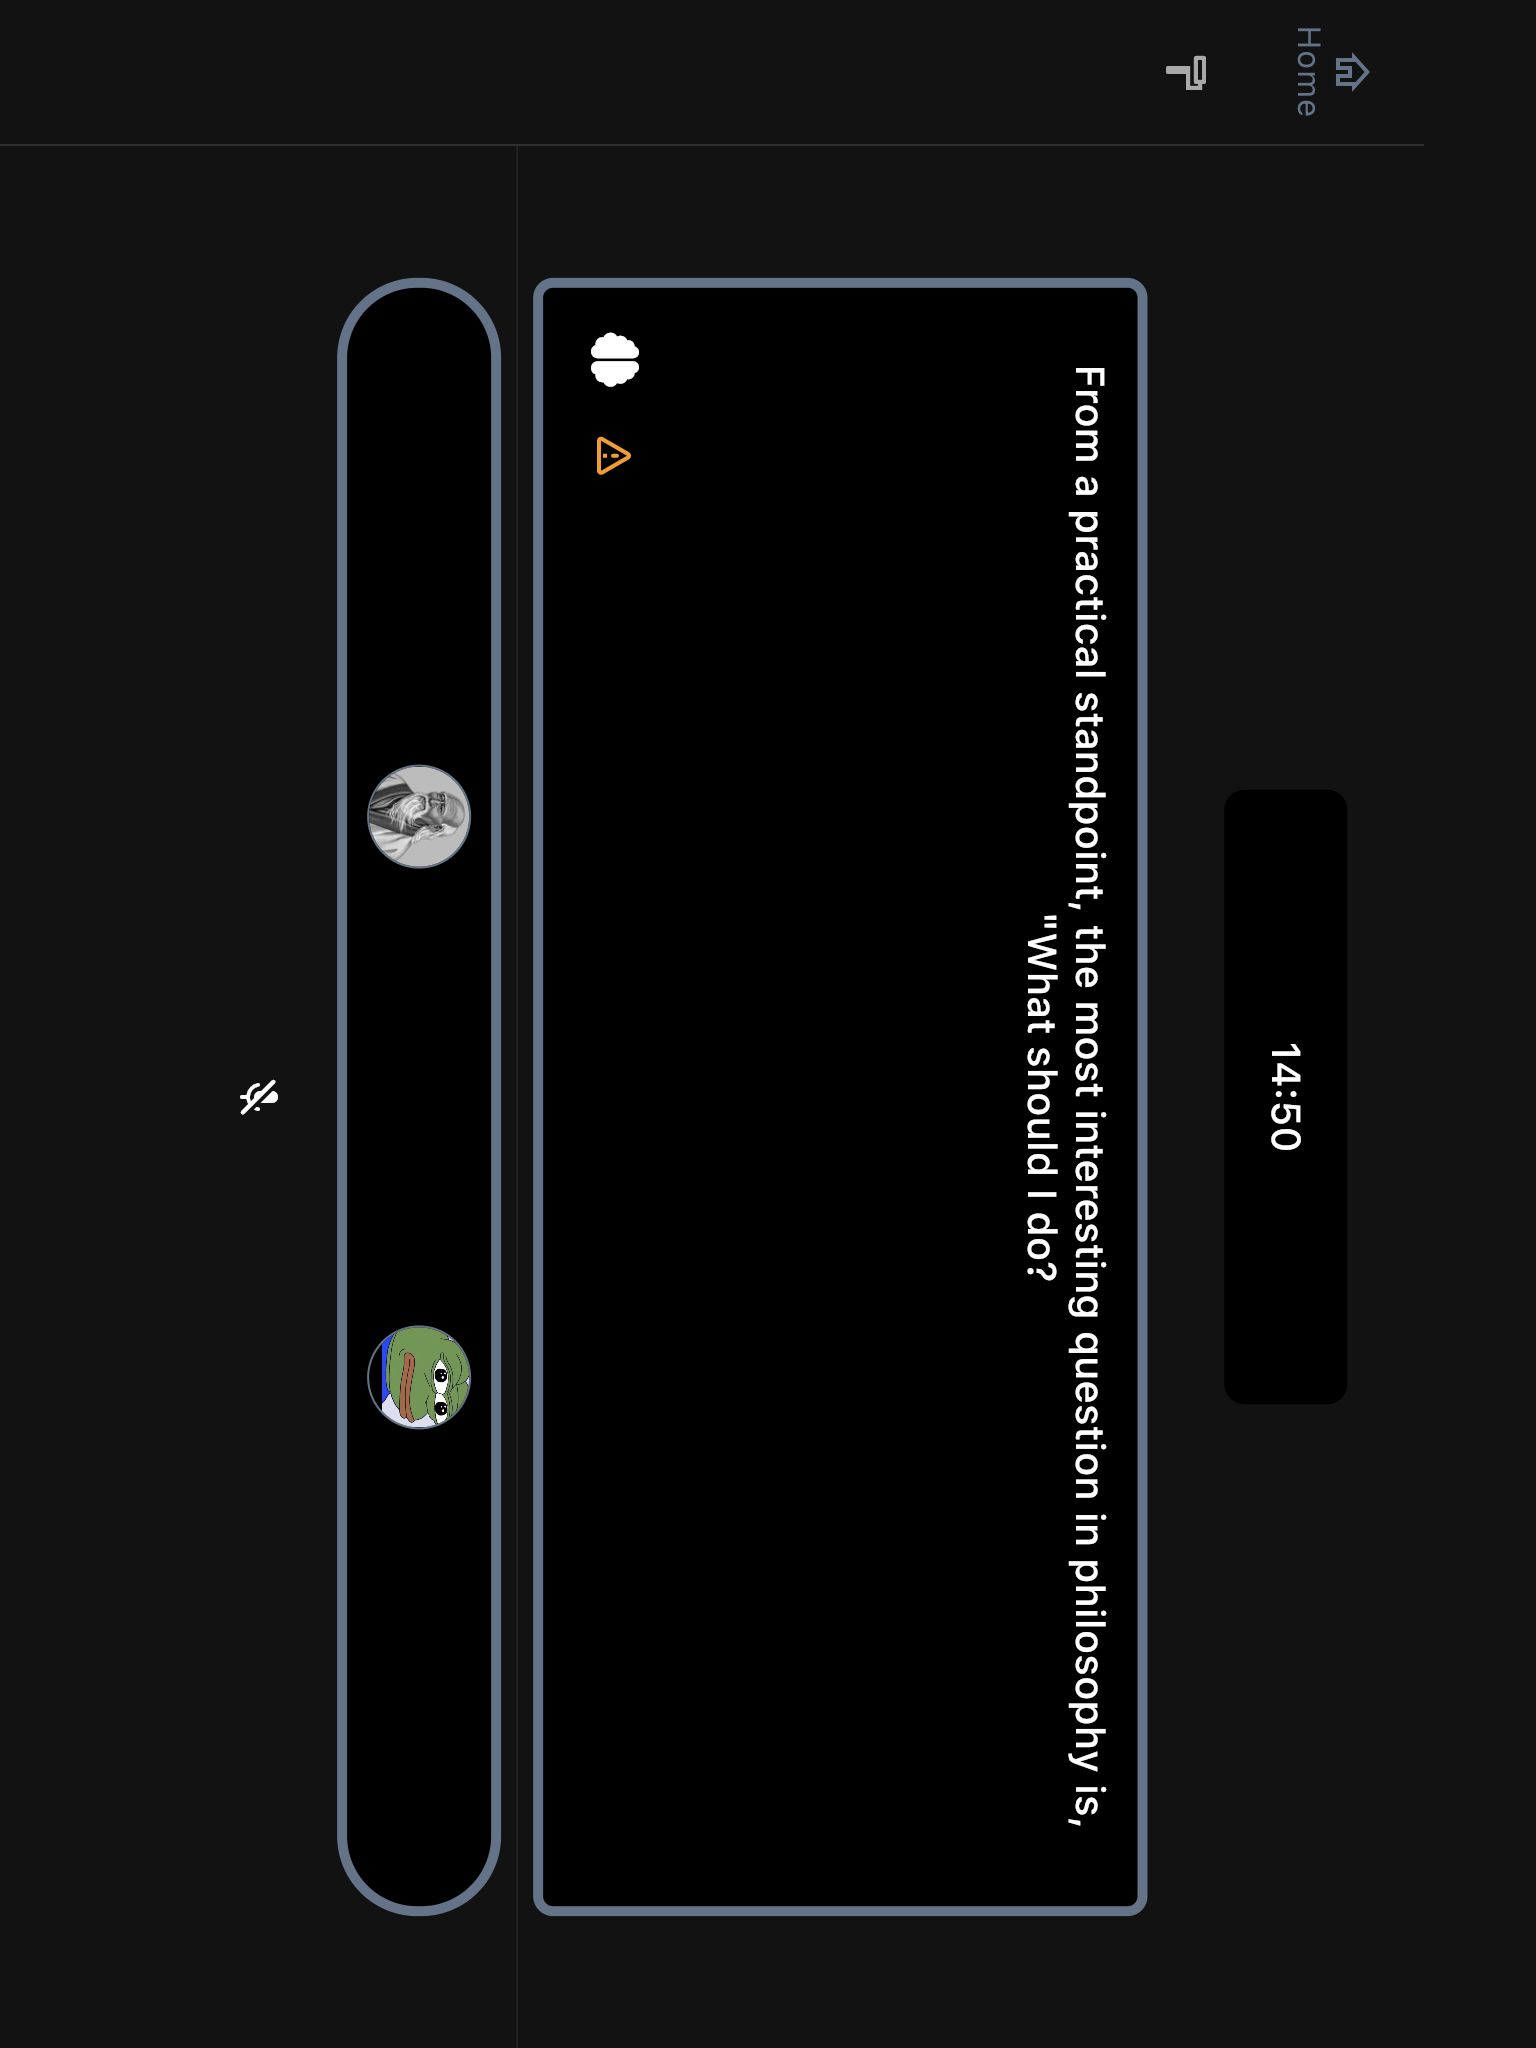 Home
14:50
From a practical standpoint, the most interesting question in philosophy is,
"What should I do?